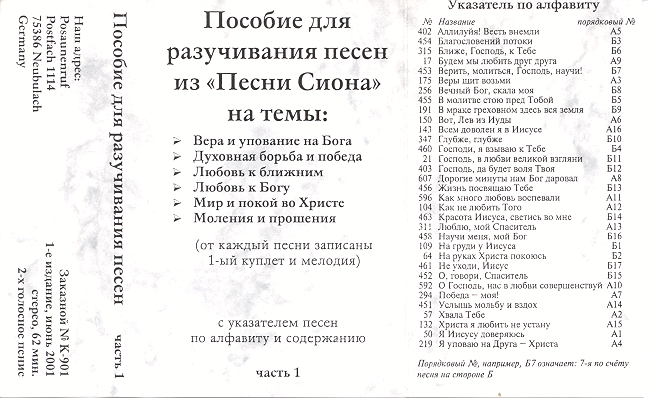 Наш адрес:
Posaunenruf
Postfach 1114
75386 Neubulach
Germany
Пособие для разучивания песен
часть 1
Заказной № К-901
1-е издание, июнь 2001
стерео, 62 мин.
2-х голосное пение
Пособие для
разучивания песен
из «Песни Сиона»
на темы:
➢ Вера и упование на Бога
➢ Духовная борьба и победа
➢ Любовь к ближним
➢ Любовь к Богу
➢ Мир и покой во Христе
➢ Моления и прошения
(от каждый песни записаны
1-ый куплет и мелодия)
с указателем песен
по алфавиту и содержанию
часть 1
Указатель по алфавиту
№ Название порядковый №
402 Аллилуйя! Весть внемли А5
454 Благословений потоки Б3
315 Ближе, Господь, к Тебе Б6
17 Будем мы любить друг друга А9
453 Верить, молиться, Господь, научи! Б7
175 Веры щит возьми А3
256 Вечный Бог, скала моя Б8
455 В молитве стою пред Тобой Б5
191 В мраке греховном здесь вся земля Б9
150 Вот, Лев из Иуды А6
143 Всем доволен я в Иисусе А16
347 Глубже, глубже Б10
460 Господи, я взываю к Тебе Б4
21 Господь, в любви великой взгляни Б11
403 Господь, да будет воля Твоя Б12
607 Дорогие минуты нам Бог даровал А8
456 Жизнь посвящаю Тебе Б13
596 Как много любовь воспевали А11
104 Как не любить Того А12
463 Красота Иисуса, светись во мне Б14
311 Люблю, мой Спаситель А13
458 Научи меня, мой Бог Б16
109 На груди у Иисуса Б1
64 На руках Христа покоюсь Б2
461 Не уходи, Иисус Б17
452 О, говори, Спаситель Б15
592 О Господь, нас в любви совершенствуй А10
294 Победа – моя! А7
451 Услышь мольбу и вздох А14
57 Хвала Тебе А2
132 Христа я любить не устану А15
50 Я Иисусу доверяюсь А1
219 Я уповаю на Друга – Христа А4
Порядковый №, например, Б7 означает: 7-я по счёту
песня на стороне Б